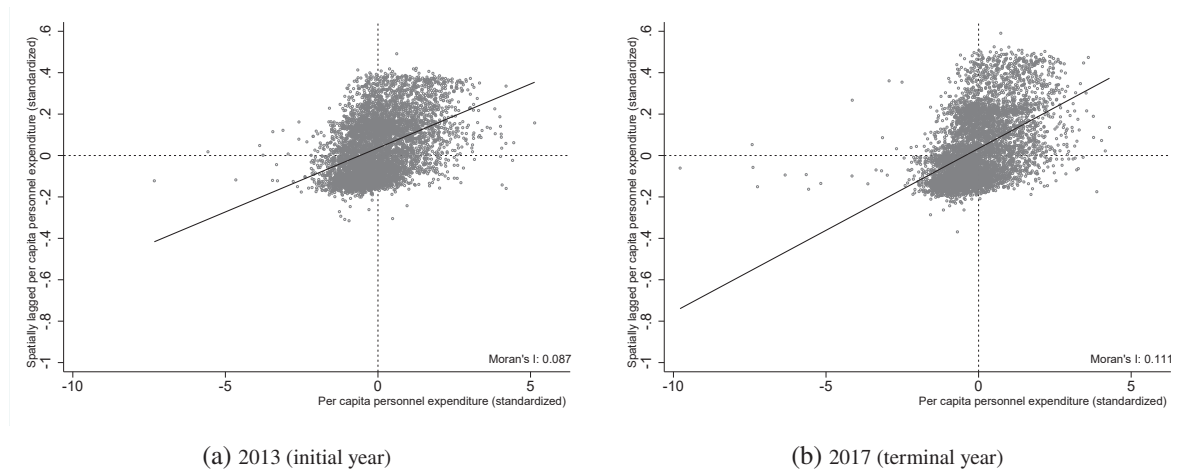 Spatially lagged per capita personnel expenditure (standardized)
.6
.4
.2
0
-.2
-.4
-.6
-.8
-1
Moran's I: 0.087
-10 -5 0 5
Per capita personnel expenditure (standardized)
(a) 2013 (initial year)
Spatially lagged per capita personnel expenditure (standardized)
.6
.4
.2
0
-.2
-.4
-.6
-.8
-1
Moran's I: 0.111
-10 -5 0 5
Per capita personnel expenditure (standardized)
(b) 2017 (terminal year)